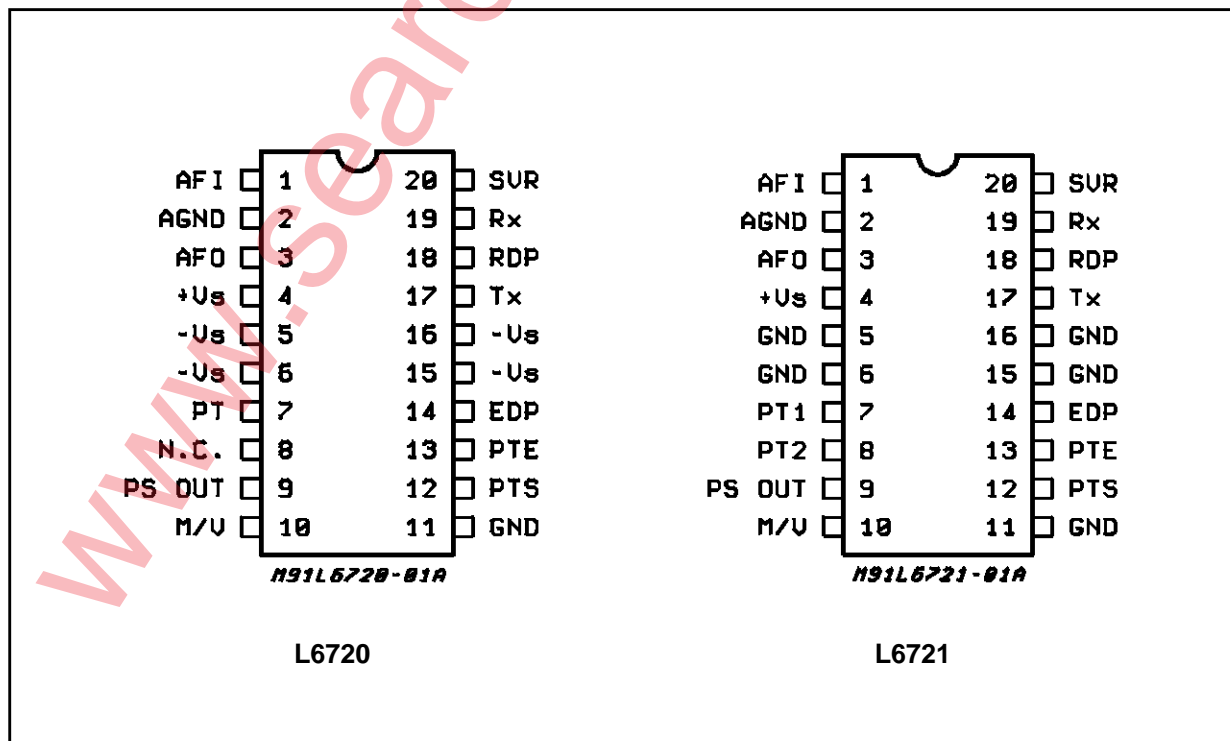 www.sear
AFI 1 20 SVR
AGND 2 19 Rx
AFO 3 18 RDP
+Vs 4 17 Tx
-Vs 5 16 -Vs
-Vs 6 15 -Vs
PT 7 14 EDP
N.C. 8 13 PTE
PS OUT 9 12 PTS
M/V 10 11 GND
M91L6720-01A
L6720
AFI 1 20 SVR
AGND 2 19 Rx
AFO 3 18 RDP
+Vs 4 17 Tx
GND 5 16 GND
GND 6 15 GND
PT1 7 14 EDP
PT2 8 13 PTE
PS OUT 9 12 PTS
M/V 10 11 GND
M91L6721-01A
L6721